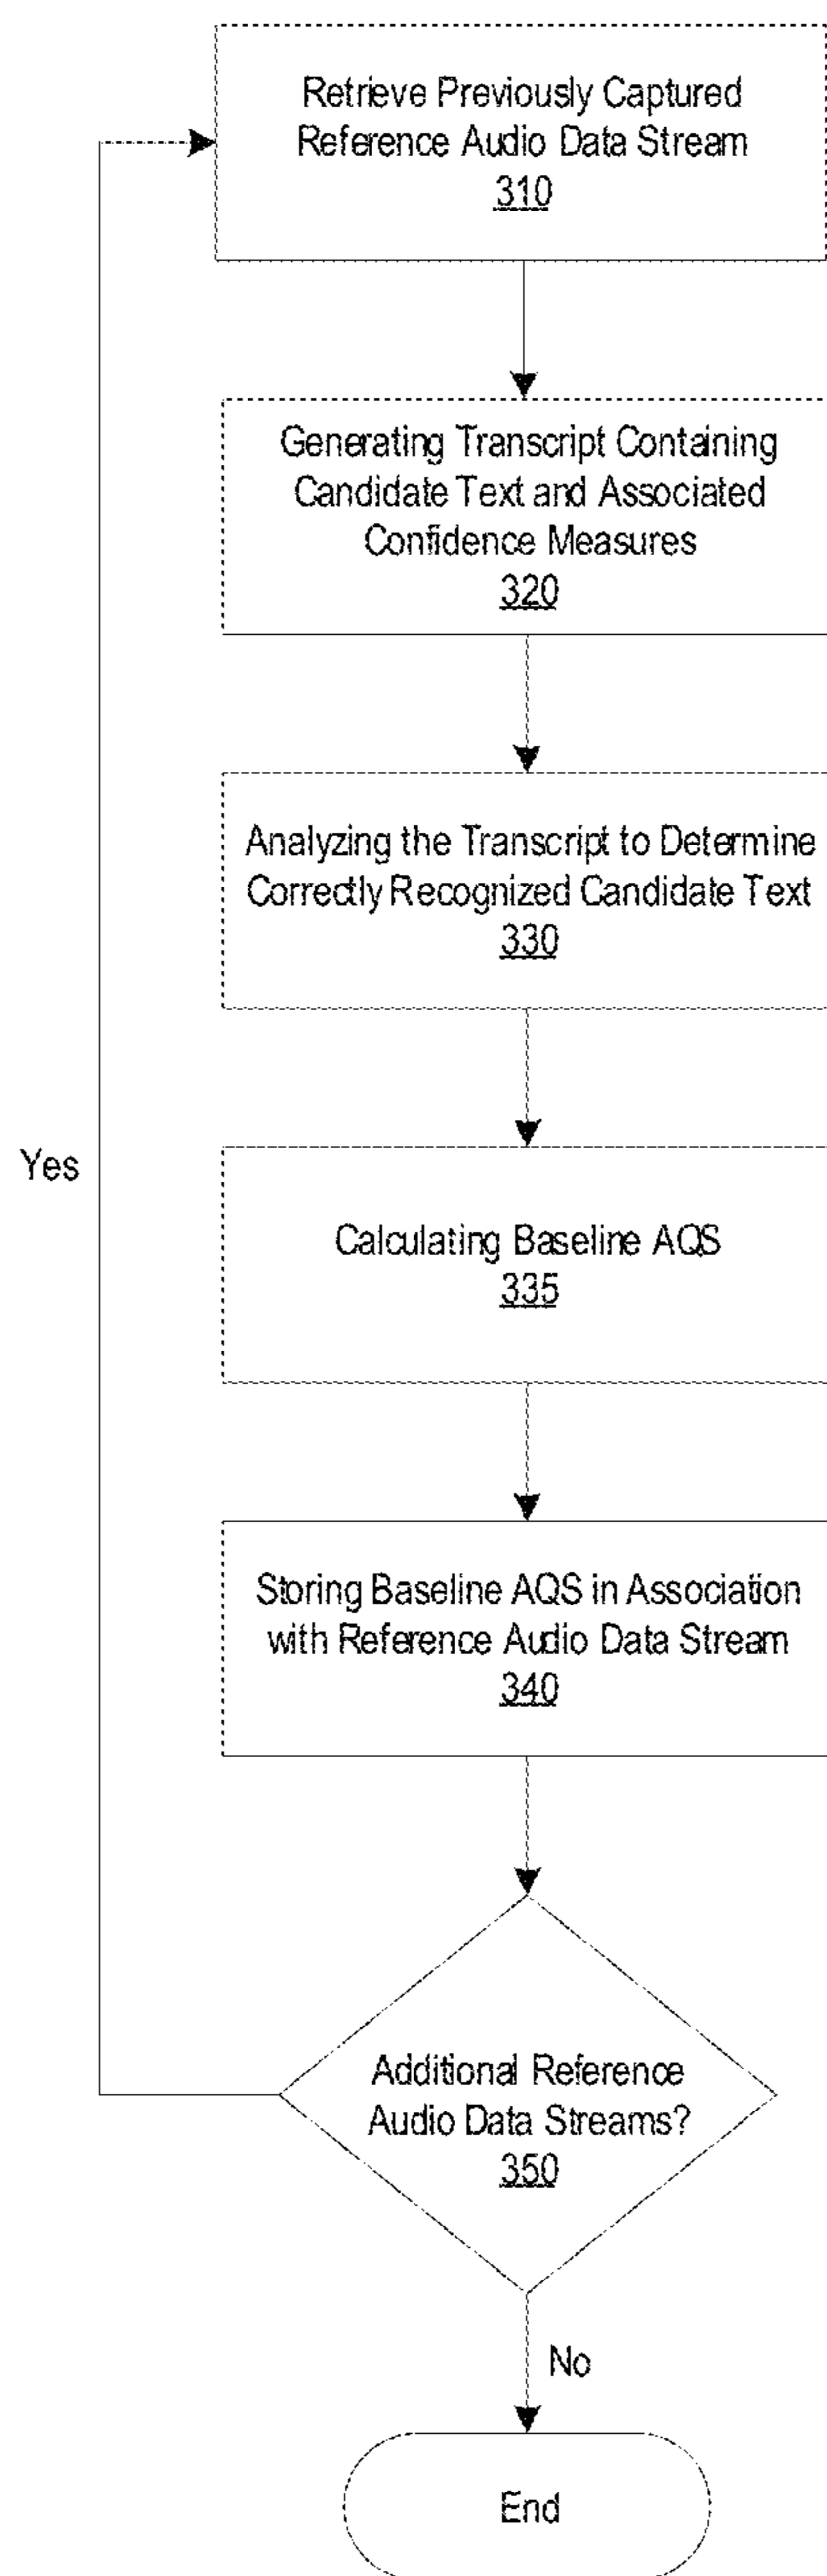 Retrieve Previously Captured
Reference Audio Data Stream
310
Generating Transcript Containing
Candidate Text and Associated
Confidence Measures
320
Analyzing the Transcript to Determine
Correctly Recognized Candidate Text
330
Yes
Calculating Baseline AQS
335
Storing Baseline AQS in Association
with Reference Audio Data Stream
340
Additional Reference
Audio Data Streams?
350
No
End